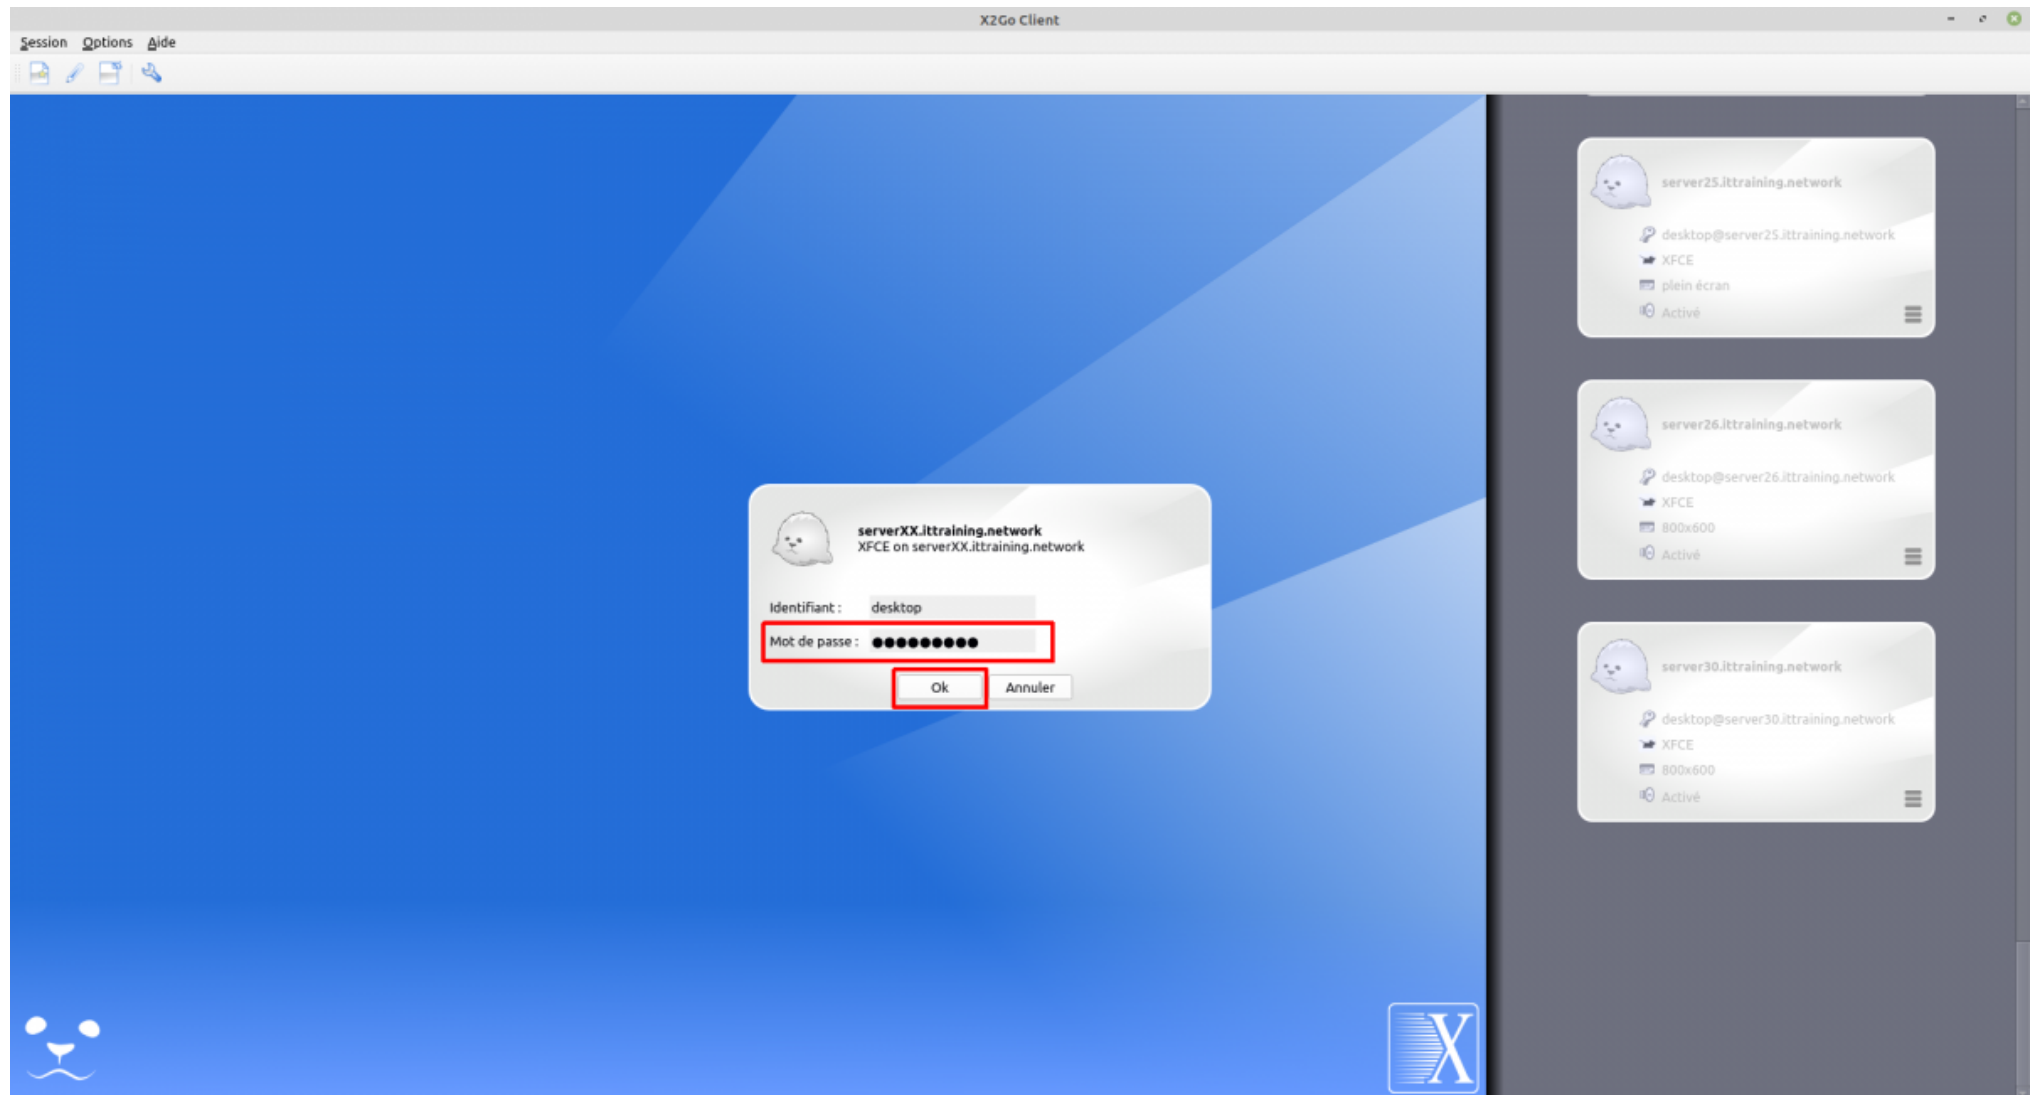 X2Go Client
Session Options Aide
server25.ittraining.network
desktop@server25.ittraining.network
XFCE
plein écran
Activé
server26.ittraining.network
desktop@server26.ittraining.network
XFCE
800x600
Activé
serverXX.ittraining.network
XFCE on serverXX.ittraining.network
Identifiant : desktop
Mot de passe : ●●●●●●●●●
Ok Annuler
server30.ittraining.network
desktop@server30.ittraining.network
XFCE
800x600
Activé
X